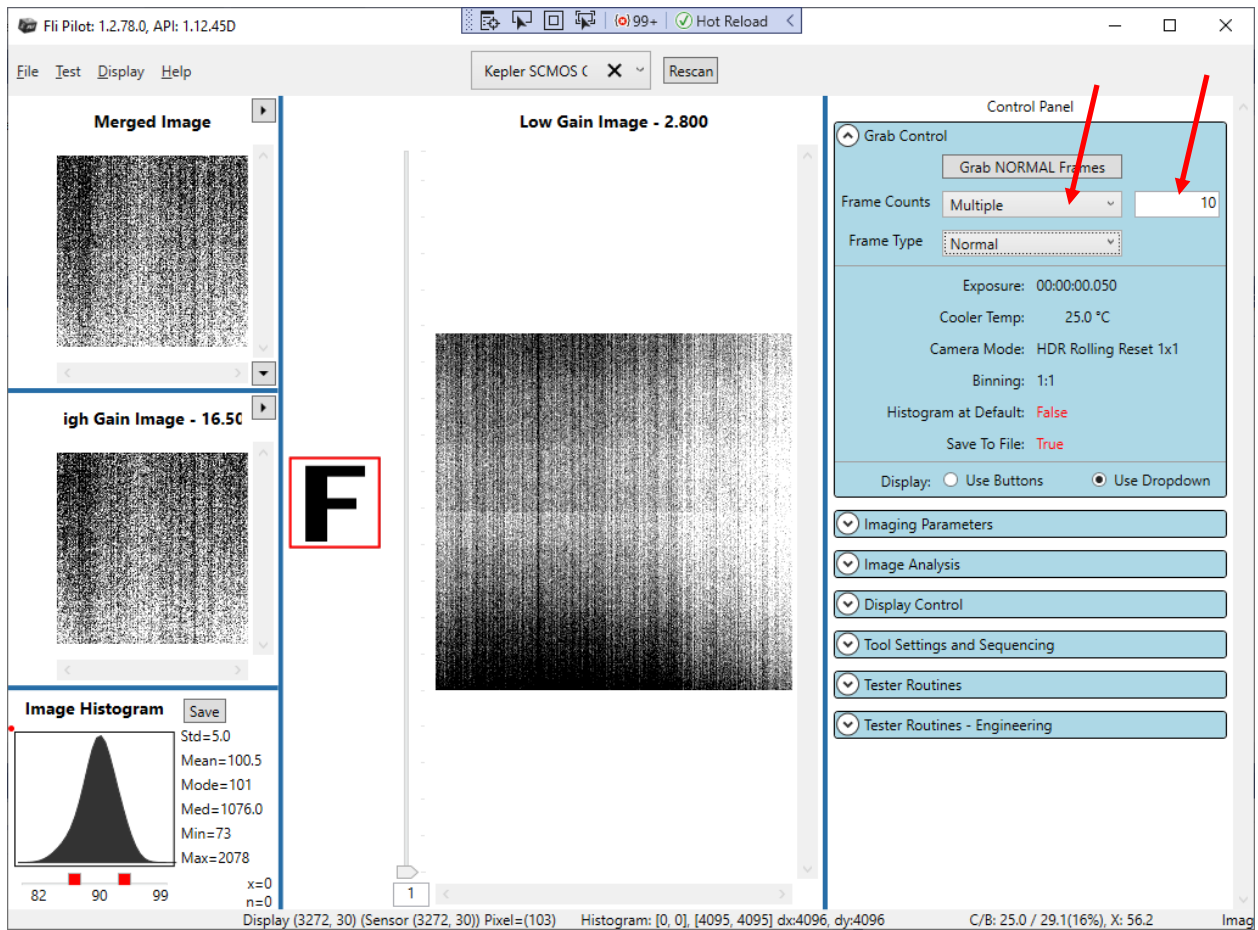 Fli Pilot: 1.2.78.0, API: 1.12.45D
99+ Hot Reload
File Test Display Help
Kepler SCMOS C
Rescan
Merged Image
igh Gain Image - 16.50
Image Histogram Save
Std=5.0
Mean=100.5
Mode=101
Med=1076.0
Min=73
Max=2078
82 90 99
x=0
n=0
F
Low Gain Image - 2.800
1
Control Panel
Grab Control
Grab NORMAL Frames
Frame Counts Multiple 10
Frame Type Normal
Exposure: 00:00:00.050
Cooler Temp: 25.0 °C
Camera Mode: HDR Rolling Reset 1x1
Binning: 1:1
Histogram at Default: False
Save To File: True
Display: Use Buttons Use Dropdown
Imaging Parameters
Image Analysis
Display Control
Tool Settings and Sequencing
Tester Routines
Tester Routines - Engineering
Display (3272, 30) (Sensor (3272, 30)) Pixel=(103) Histogram: [0, 0], [4095, 4095] dx:4096, dy:4096 C/B: 25.0 / 29.1(16%), X: 56.2 Imag